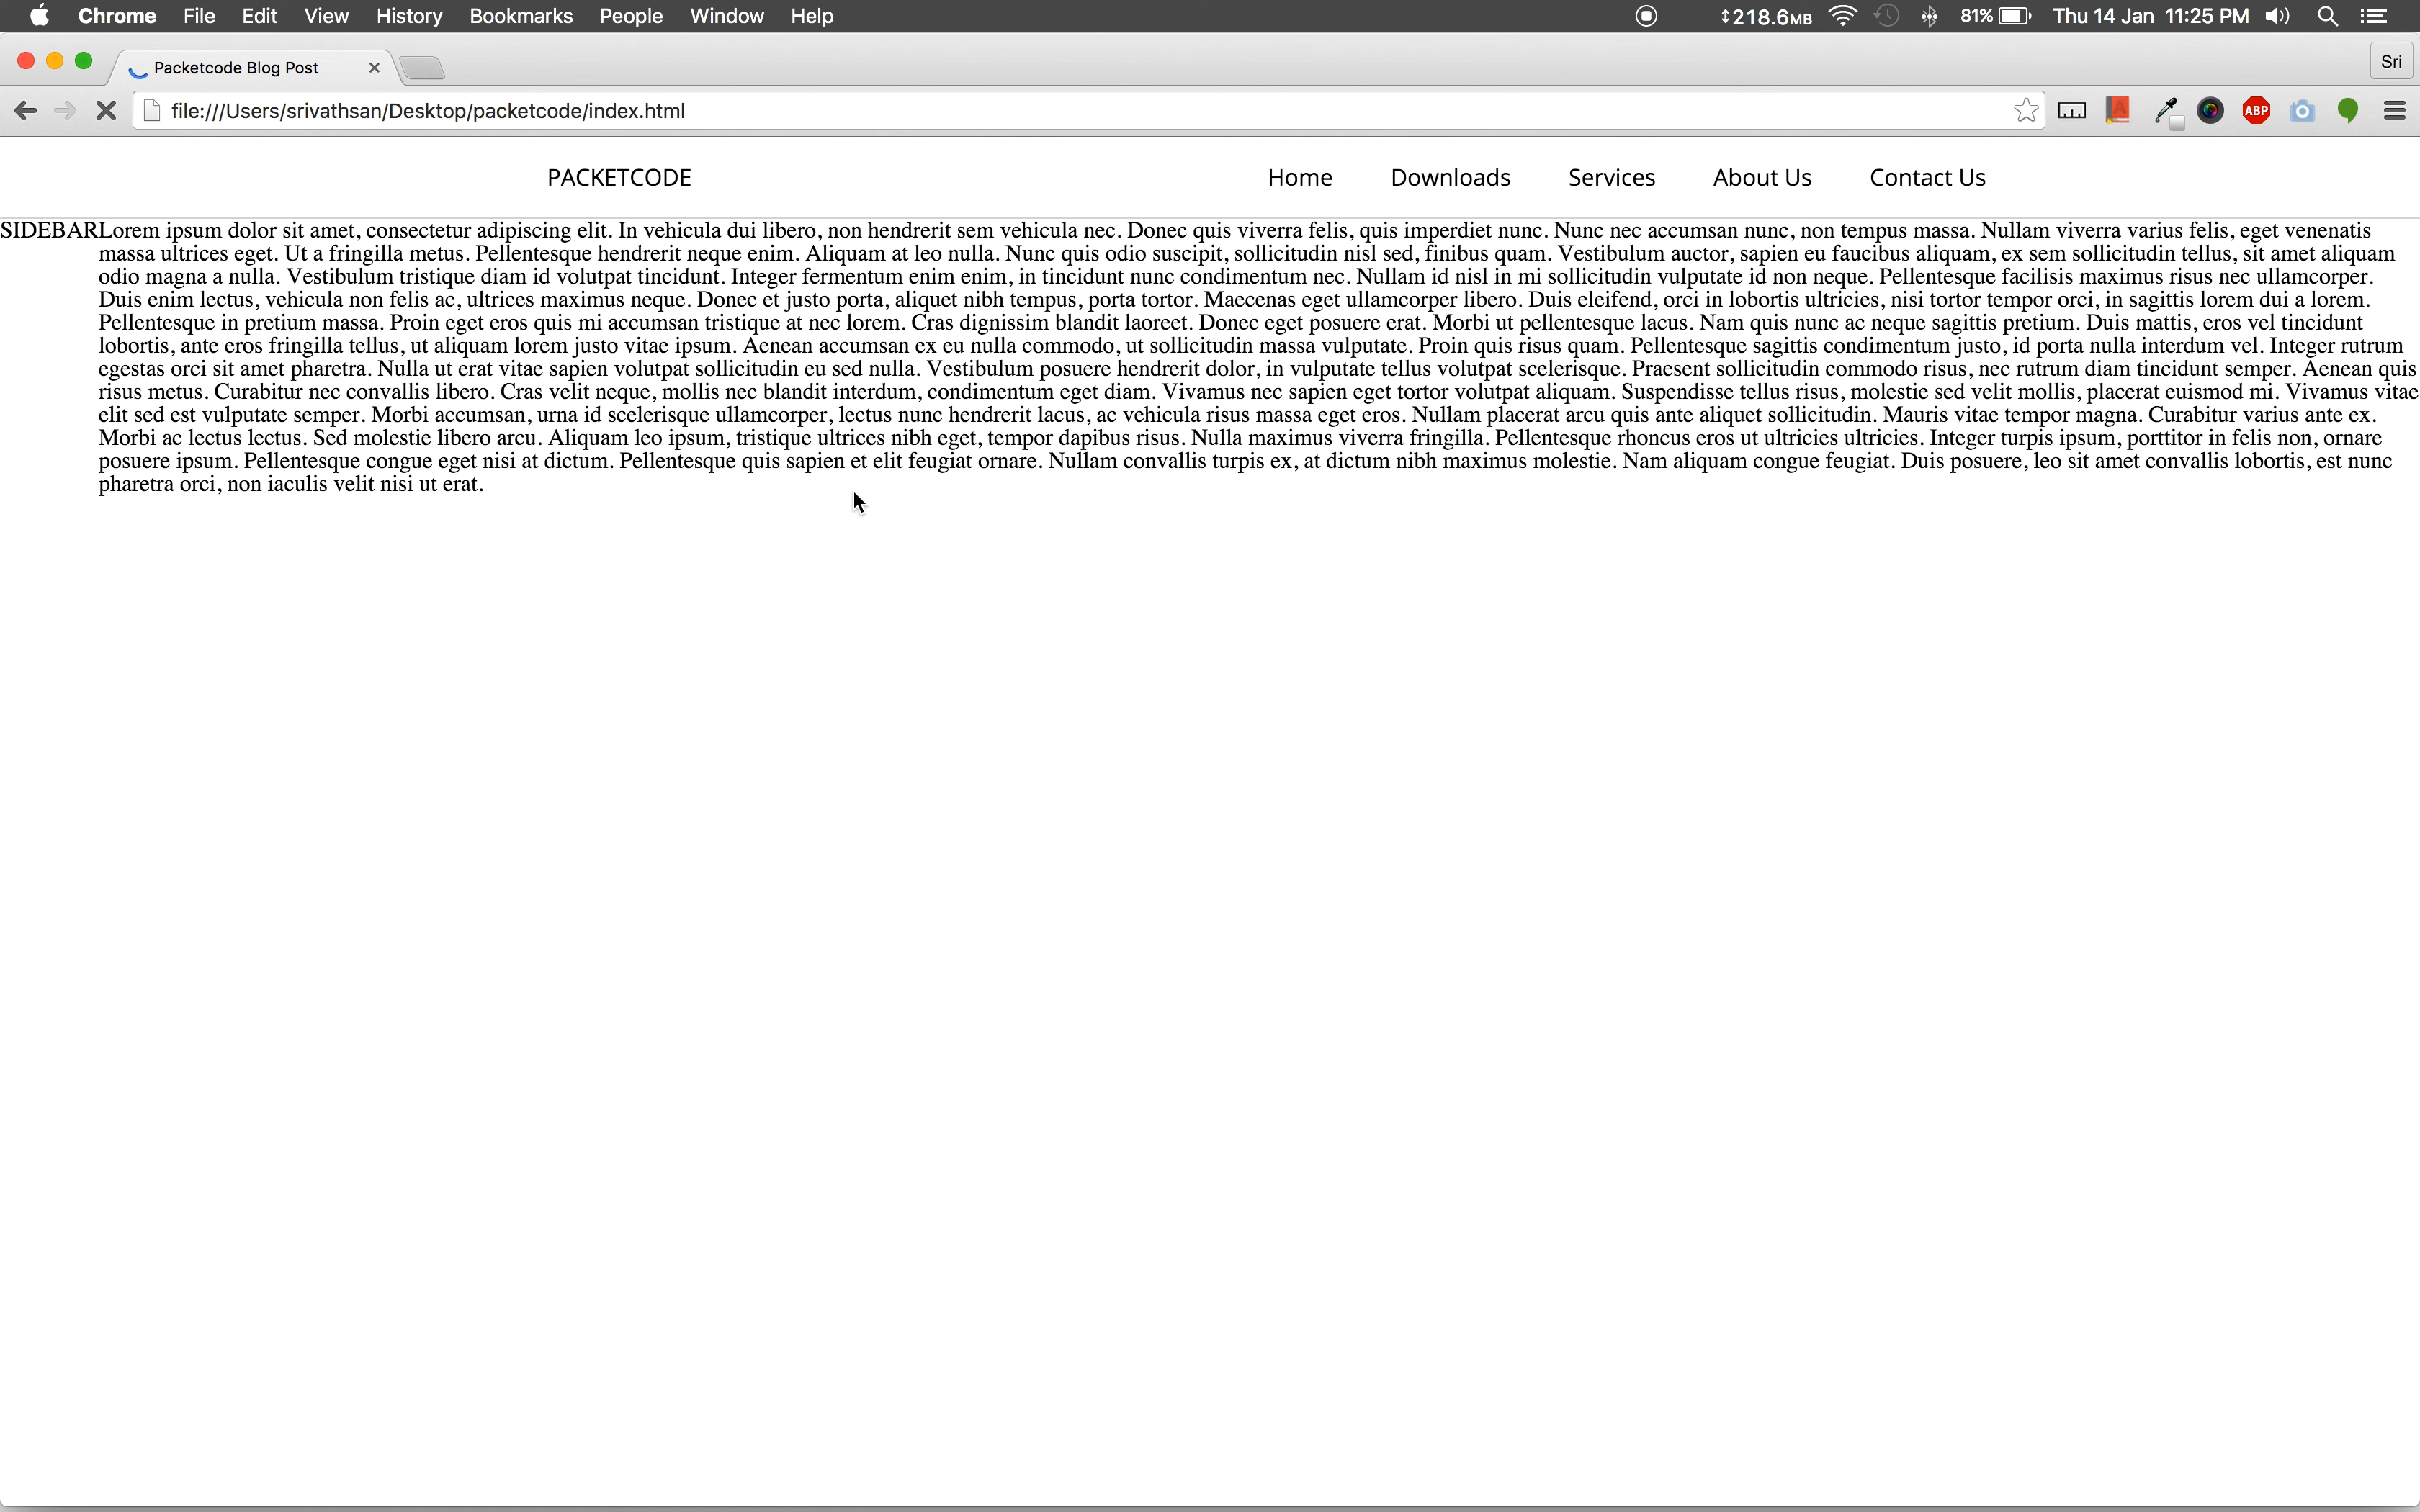 Chrome File Edit View History Bookmarks People Window Help ↕218.6MB 81% Thu 14 Jan 11:25 PM
Packetcode Blog Post Sri
file:///Users/srivathsan/Desktop/packetcode/index.html ABP
PACKETCODE Home Downloads Services About Us Contact Us
SIDEBARLorem ipsum dolor sit amet, consectetur adipiscing elit. In vehicula dui libero, non hendrerit sem vehicula nec. Donec quis viverra felis, quis imperdiet nunc. Nunc nec accumsan nunc, non tempus massa. Nullam viverra varius felis, eget venenatis
massa ultrices eget. Ut a fringilla metus. Pellentesque hendrerit neque enim. Aliquam at leo nulla. Nunc quis odio suscipit, sollicitudin nisl sed, finibus quam. Vestibulum auctor, sapien eu faucibus aliquam, ex sem sollicitudin tellus, sit amet aliquam
odio magna a nulla. Vestibulum tristique diam id volutpat tincidunt. Integer fermentum enim enim, in tincidunt nunc condimentum nec. Nullam id nisl in mi sollicitudin vulputate id non neque. Pellentesque facilisis maximus risus nec ullamcorper.
Duis enim lectus, vehicula non felis ac, ultrices maximus neque. Donec et justo porta, aliquet nibh tempus, porta tortor. Maecenas eget ullamcorper libero. Duis eleifend, orci in lobortis ultricies, nisi tortor tempor orci, in sagittis lorem dui a lorem.
Pellentesque in pretium massa. Proin eget eros quis mi accumsan tristique at nec lorem. Cras dignissim blandit laoreet. Donec eget posuere erat. Morbi ut pellentesque lacus. Nam quis nunc ac neque sagittis pretium. Duis mattis, eros vel tincidunt
lobortis, ante eros fringilla tellus, ut aliquam lorem justo vitae ipsum. Aenean accumsan ex eu nulla commodo, ut sollicitudin massa vulputate. Proin quis risus quam. Pellentesque sagittis condimentum justo, id porta nulla interdum vel. Integer rutrum
egestas orci sit amet pharetra. Nulla ut erat vitae sapien volutpat sollicitudin eu sed nulla. Vestibulum posuere hendrerit dolor, in vulputate tellus volutpat scelerisque. Praesent sollicitudin commodo risus, nec rutrum diam tincidunt semper. Aenean quis
risus metus. Curabitur nec convallis libero. Cras velit neque, mollis nec blandit interdum, condimentum eget diam. Vivamus nec sapien eget tortor volutpat aliquam. Suspendisse tellus risus, molestie sed velit mollis, placerat euismod mi. Vivamus vitae
elit sed est vulputate semper. Morbi accumsan, urna id scelerisque ullamcorper, lectus nunc hendrerit lacus, ac vehicula risus massa eget eros. Nullam placerat arcu quis ante aliquet sollicitudin. Mauris vitae tempor magna. Curabitur varius ante ex.
Morbi ac lectus lectus. Sed molestie libero arcu. Aliquam leo ipsum, tristique ultrices nibh eget, tempor dapibus risus. Nulla maximus viverra fringilla. Pellentesque rhoncus eros ut ultricies ultricies. Integer turpis ipsum, porttitor in felis non, ornare
posuere ipsum. Pellentesque congue eget nisi at dictum. Pellentesque quis sapien et elit feugiat ornare. Nullam convallis turpis ex, at dictum nibh maximus molestie. Nam aliquam congue feugiat. Duis posuere, leo sit amet convallis lobortis, est nunc
pharetra orci, non iaculis velit nisi ut erat.